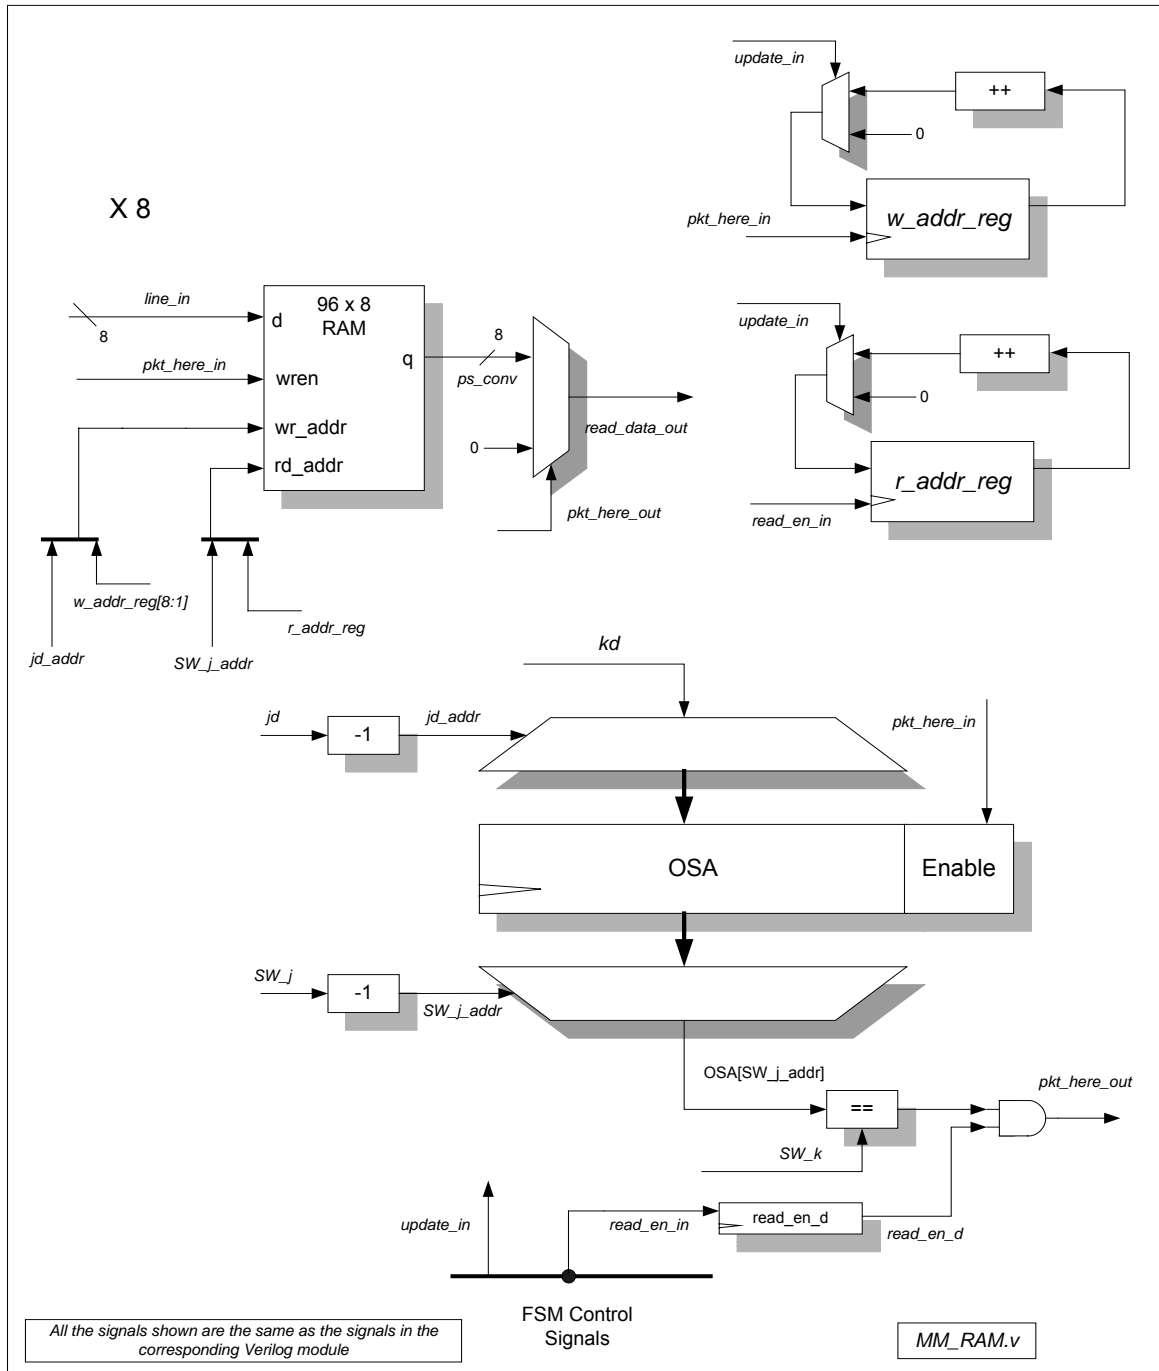 update_in
++
0
X 8
pkt_here_in
w_addr_reg
line_in
8
96 x 8
RAM
d
q
8
ps_conv
pkt_here_in
wren
wr_addr
rd_addr
0
read_data_out
pkt_here_out
update_in
++
0
r_addr_reg
read_en_in
w_addr_reg[8:1]
r_addr_reg
jd_addr
SW_j_addr
kd
jd
-1
jd_addr
pkt_here_in
OSA
Enable
SW_j
-1
SW_j_addr
OSA[SW_j_addr]
==
pkt_here_out
SW_k
update_in
read_en_in
read_en_d
read_en_d
FSM Control
Signals
All the signals shown are the same as the signals in the
corresponding Verilog module
MM_RAM.v